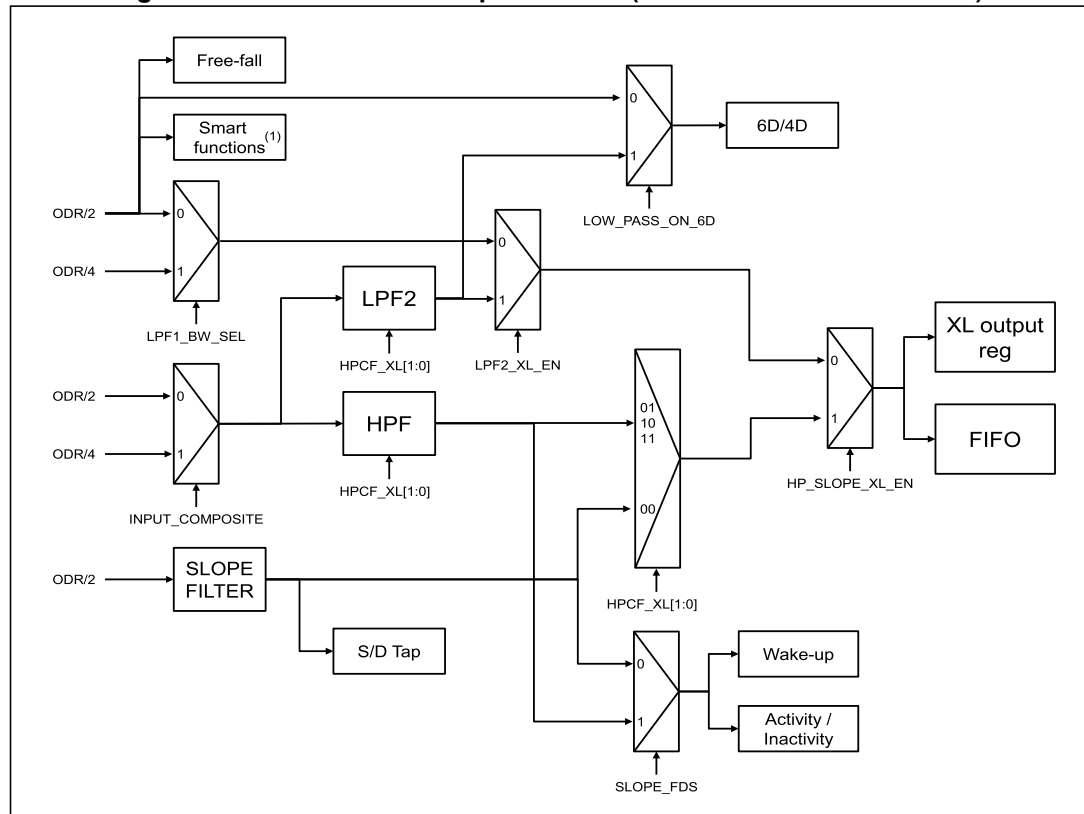 Free-fall
0
Smart
functions(1)
6D/4D
1
ODR/2
0
LOW_PASS_ON_6D
0
ODR/4
1
LPF2
1
XL output
reg
LPF1_BW_SEL
HPCF_XL[1:0]
LPF2_XL_EN
0
ODR/2
0
01
10
11
HPF
1
FIFO
ODR/4
1
HPCF_XL[1:0]
HP_SLOPE_XL_EN
INPUT_COMPOSITE
00
ODR/2
SLOPE
FILTER
HPCF_XL[1:0]
S/D Tap
0
Wake-up
1
Activity /
Inactivity
SLOPE_FDS